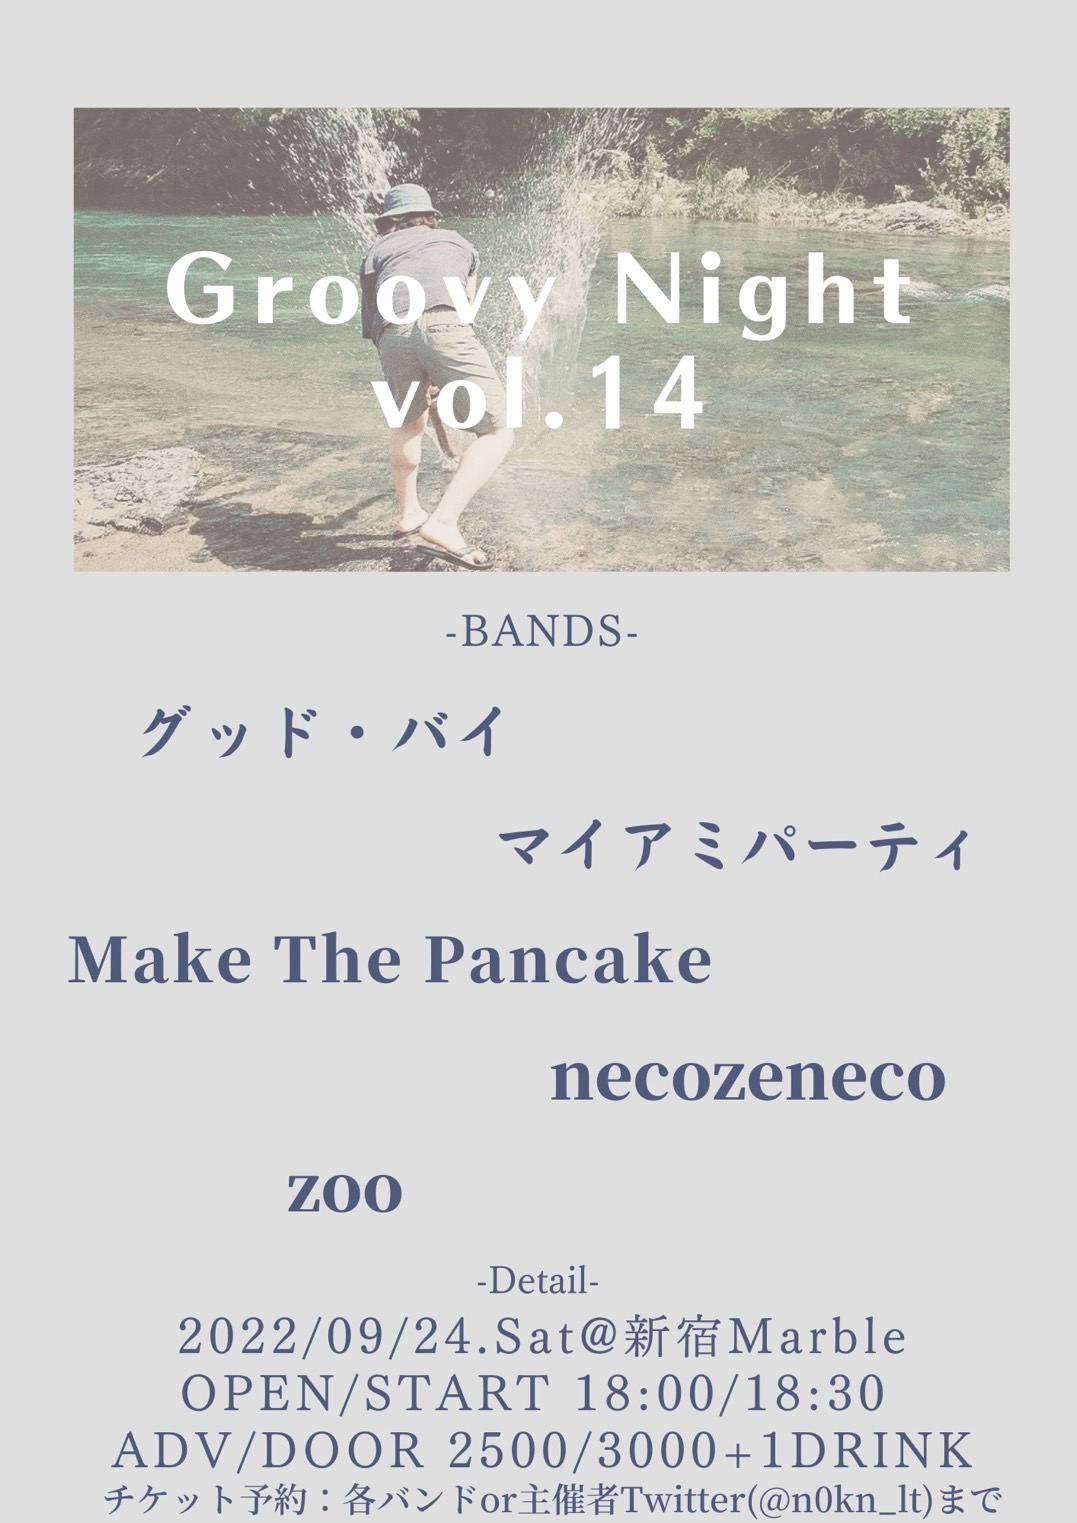 Groovy Night
vol.14
-BANDS-
グッド・バイ
マイアミパーティ
Make The Pancake
necozeneco
zoo
-Detail-
2022/09/24.Sat@新宿Marble
OPEN/START 18:00/18:30
ADV/DOOR 2500/3000+1DRINK
チケット予約：各バンドor主催者Twitter(@n0kn_lt)まで